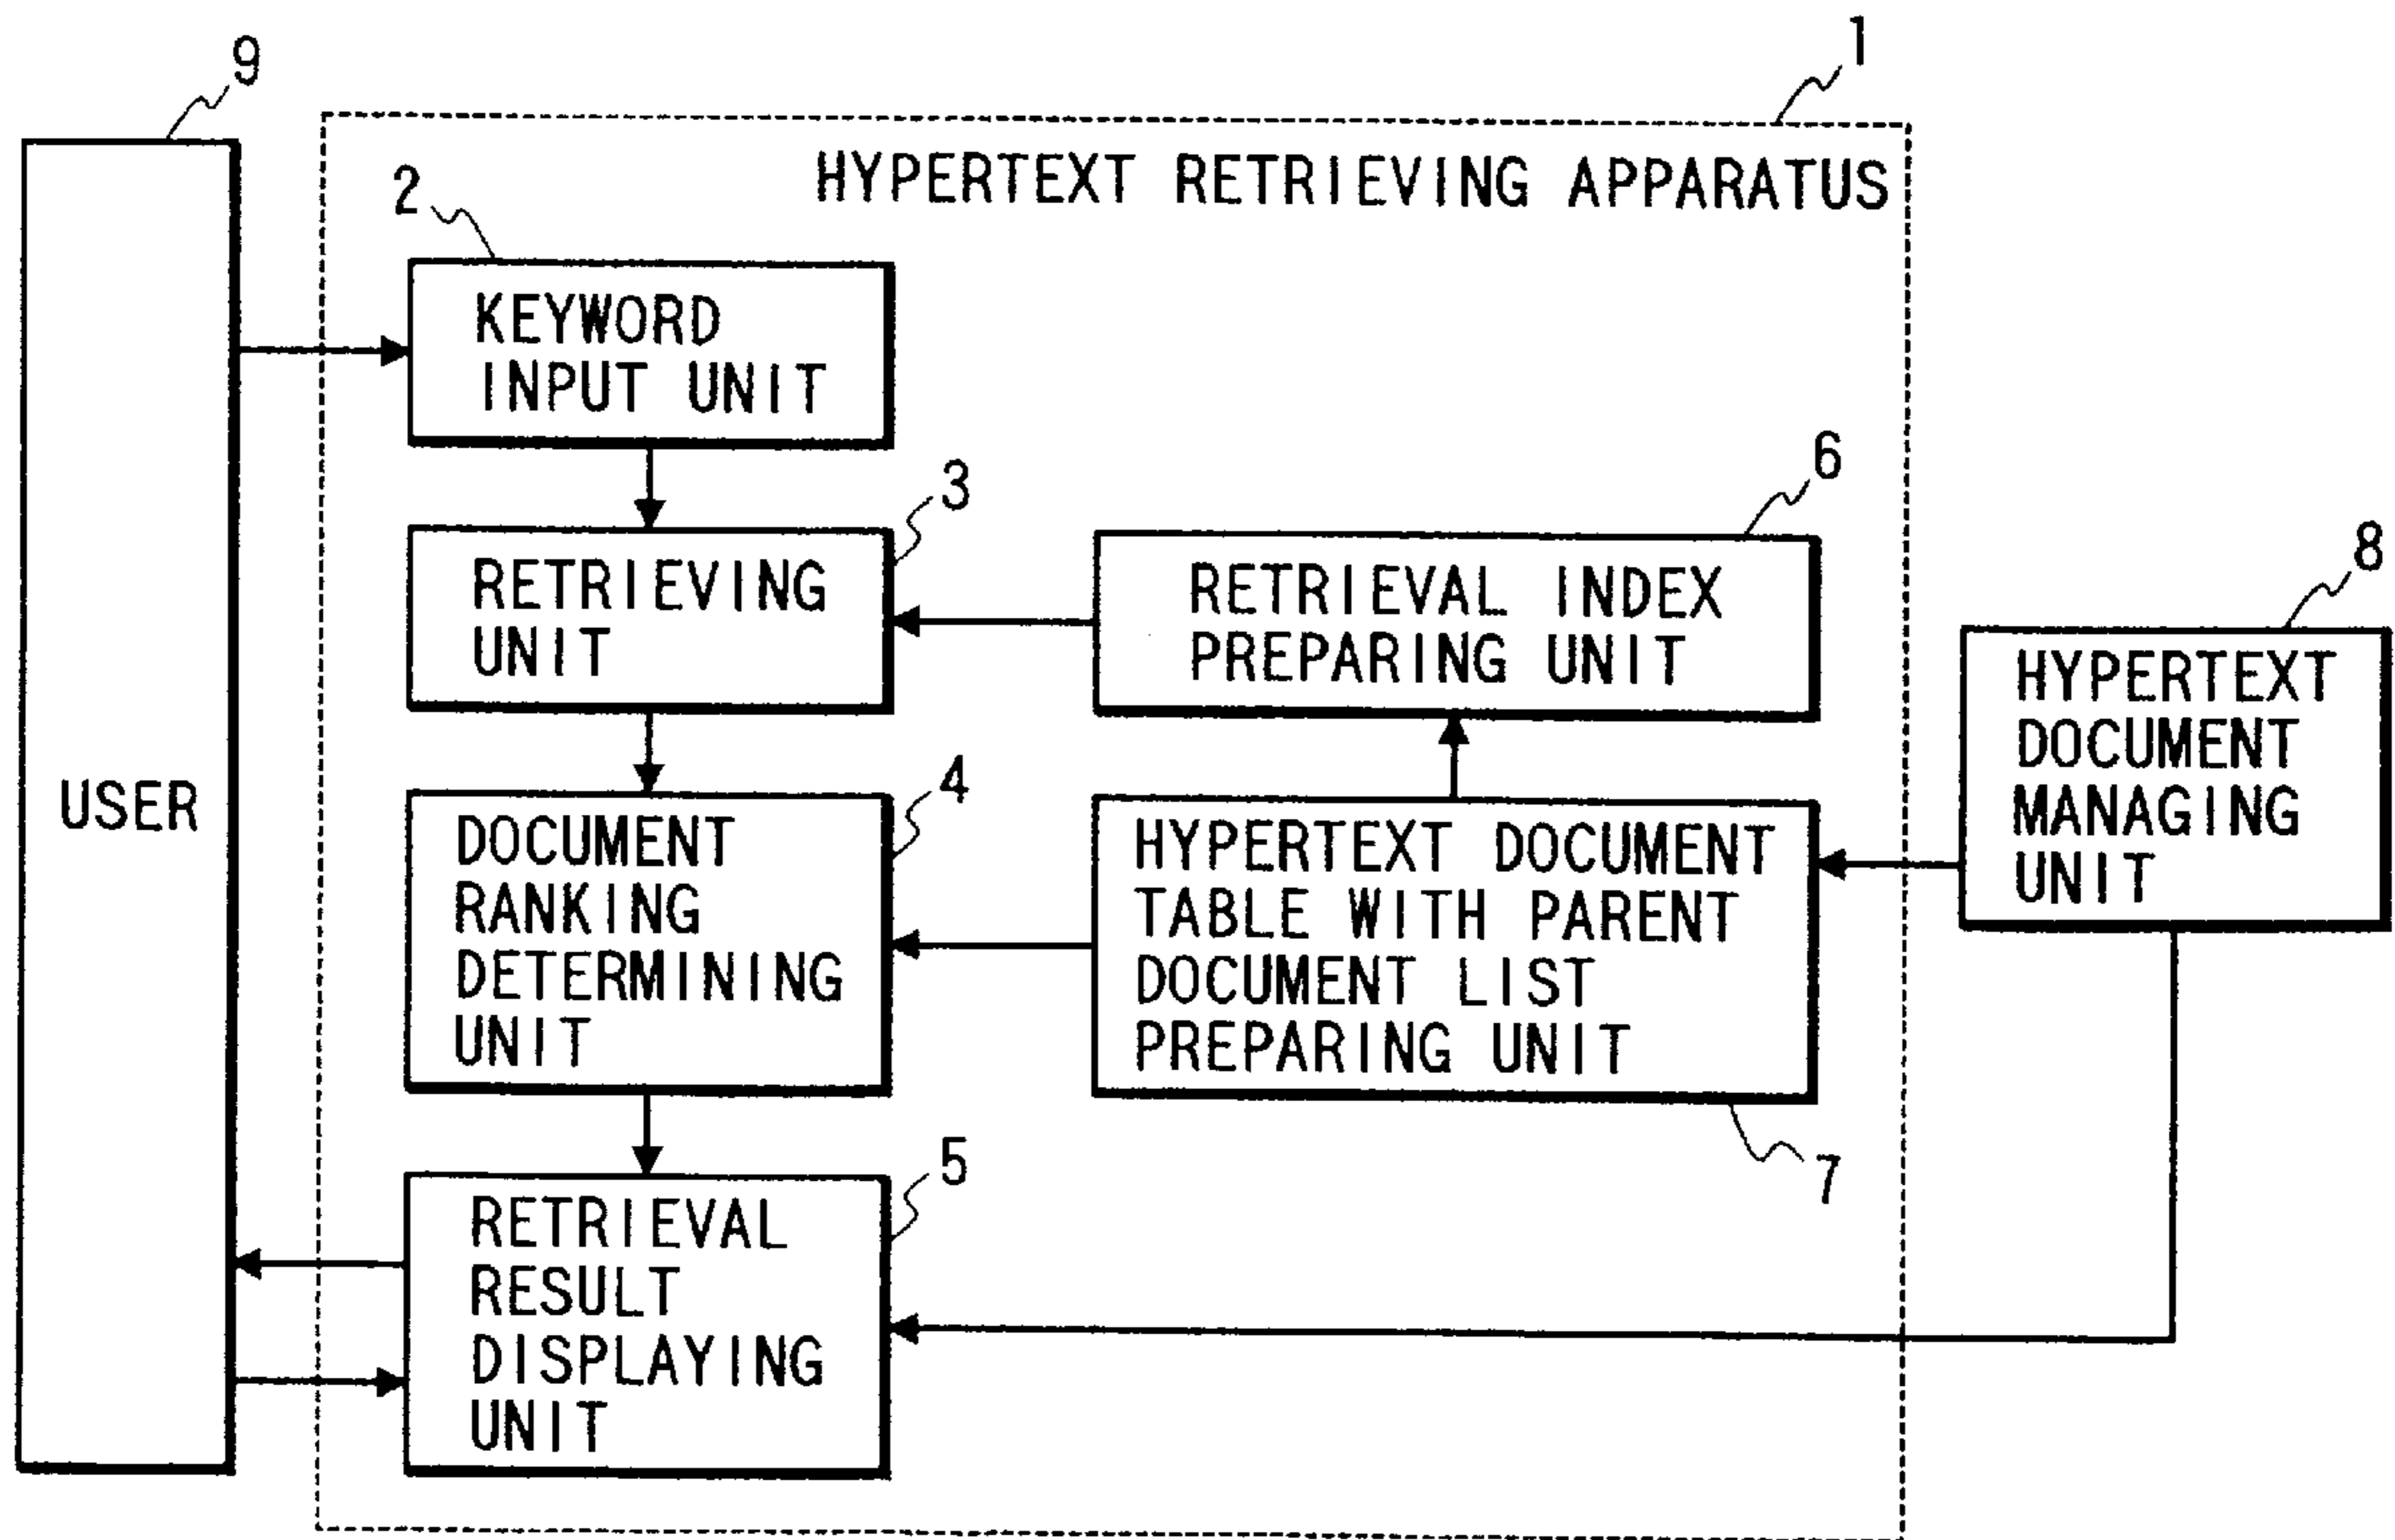 1
9
HYPERTEXT RETRIEVING APPARATUS
2
KEYWORD
INPUT UNIT
3
RETRIEVING
UNIT
6
RETRIEVAL INDEX
PREPARING UNIT
8
HYPERTEXT
DOCUMENT
MANAGING
UNIT
USER
4
DOCUMENT
RANKING
DETERMINING
UNIT
HYPERTEXT DOCUMENT
TABLE WITH PARENT
DOCUMENT LIST
PREPARING UNIT
7
5
RETRIEVAL
RESULT
DISPLAYING
UNIT